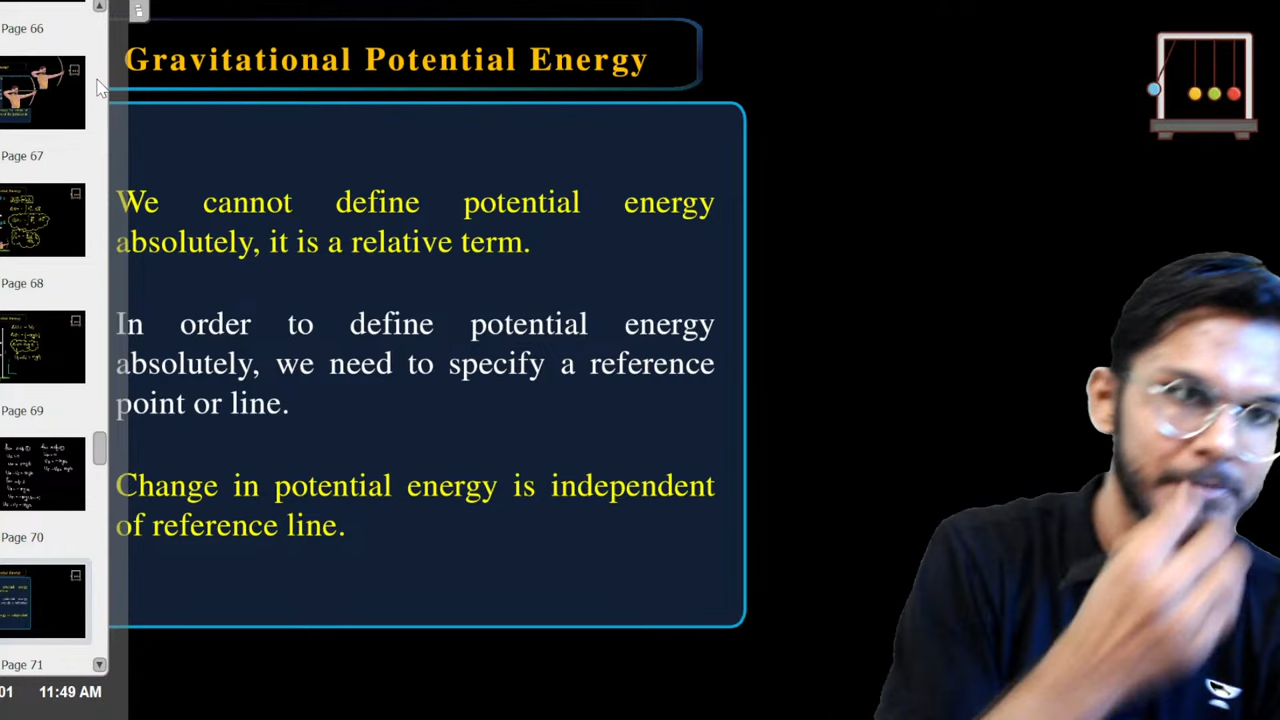 Page 66
Page 67
Page 68
Page 69
Page 70
Page 71
01 11:49 AM
Gravitational Potential Energy
We cannot define potential energy
absolutely, it is a relative term.
In order to define potential energy
absolutely, we need to specify a reference
point or line.
Change in potential energy is independent
of reference line.